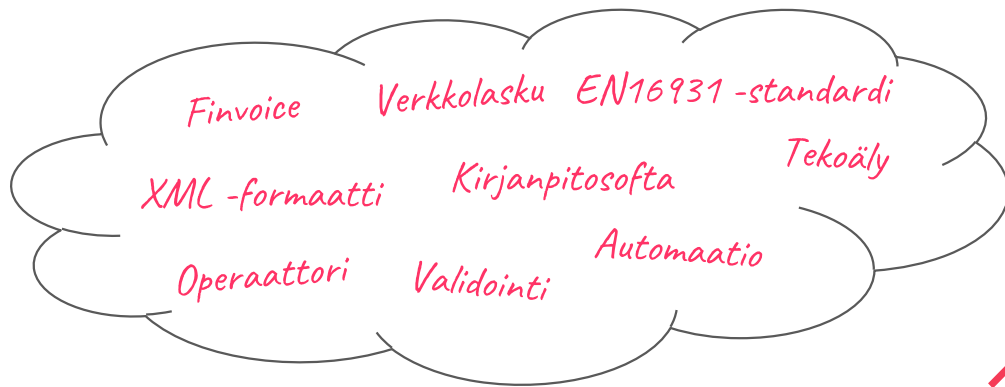 Finvoice
Verkkolasku
EN16931 -standardi
Tekoäly
XML -formaatti
Kirjanpitosofta
Automaatio
Operaattori
Validointi